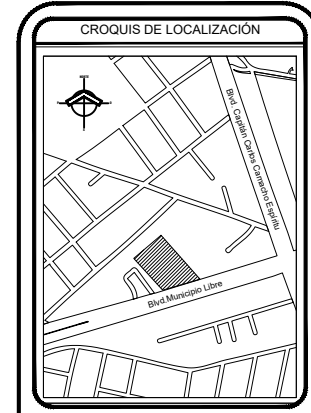 CROQUIS DE LOCALIZACIÓN
Blvd. Capitán Carlos Camacho Espíritu
Blvd.Municipio Libre